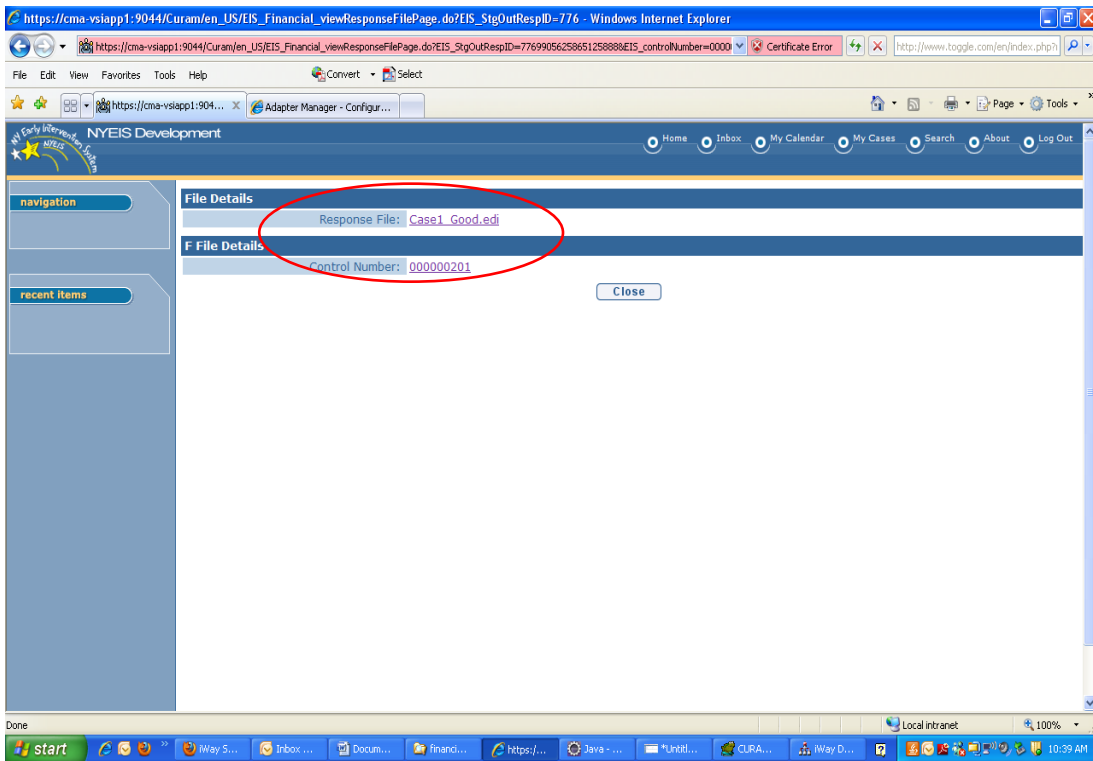 https://cma-vsiapp1:9044/Curam/en_US/EIS_Financial_viewResponseFilePage.do?EIS_StgOutRespID=776 - Windows Internet Explorer
https://cma-vsiapp1:9044/Curam/en_US/EIS_Financial_viewResponseFilePage.do?EIS_StgOutRespID=7769905625865125888&EIS_controlNumber=0000 Certificate Error http://www.toggle.com/en/index.php?
File Edit View Favorites Tools Help Convert Select
https://cma-vsiapp1:904... Adapter Manager - Configur... Page Tools
NY Early Intervention System
NYEIS
NYEIS Development
Home Inbox My Calendar My Cases Search About Log Out
navigation
File Details
Response File: Case1_Good.edi
F File Details
Control Number: 000000201
recent items
Close
Done Local intranet 100%
start iWay S... Inbox ... Docum... financi... https:/... Java - ... *Untitl... CURA... iWay D... 10:39 AM